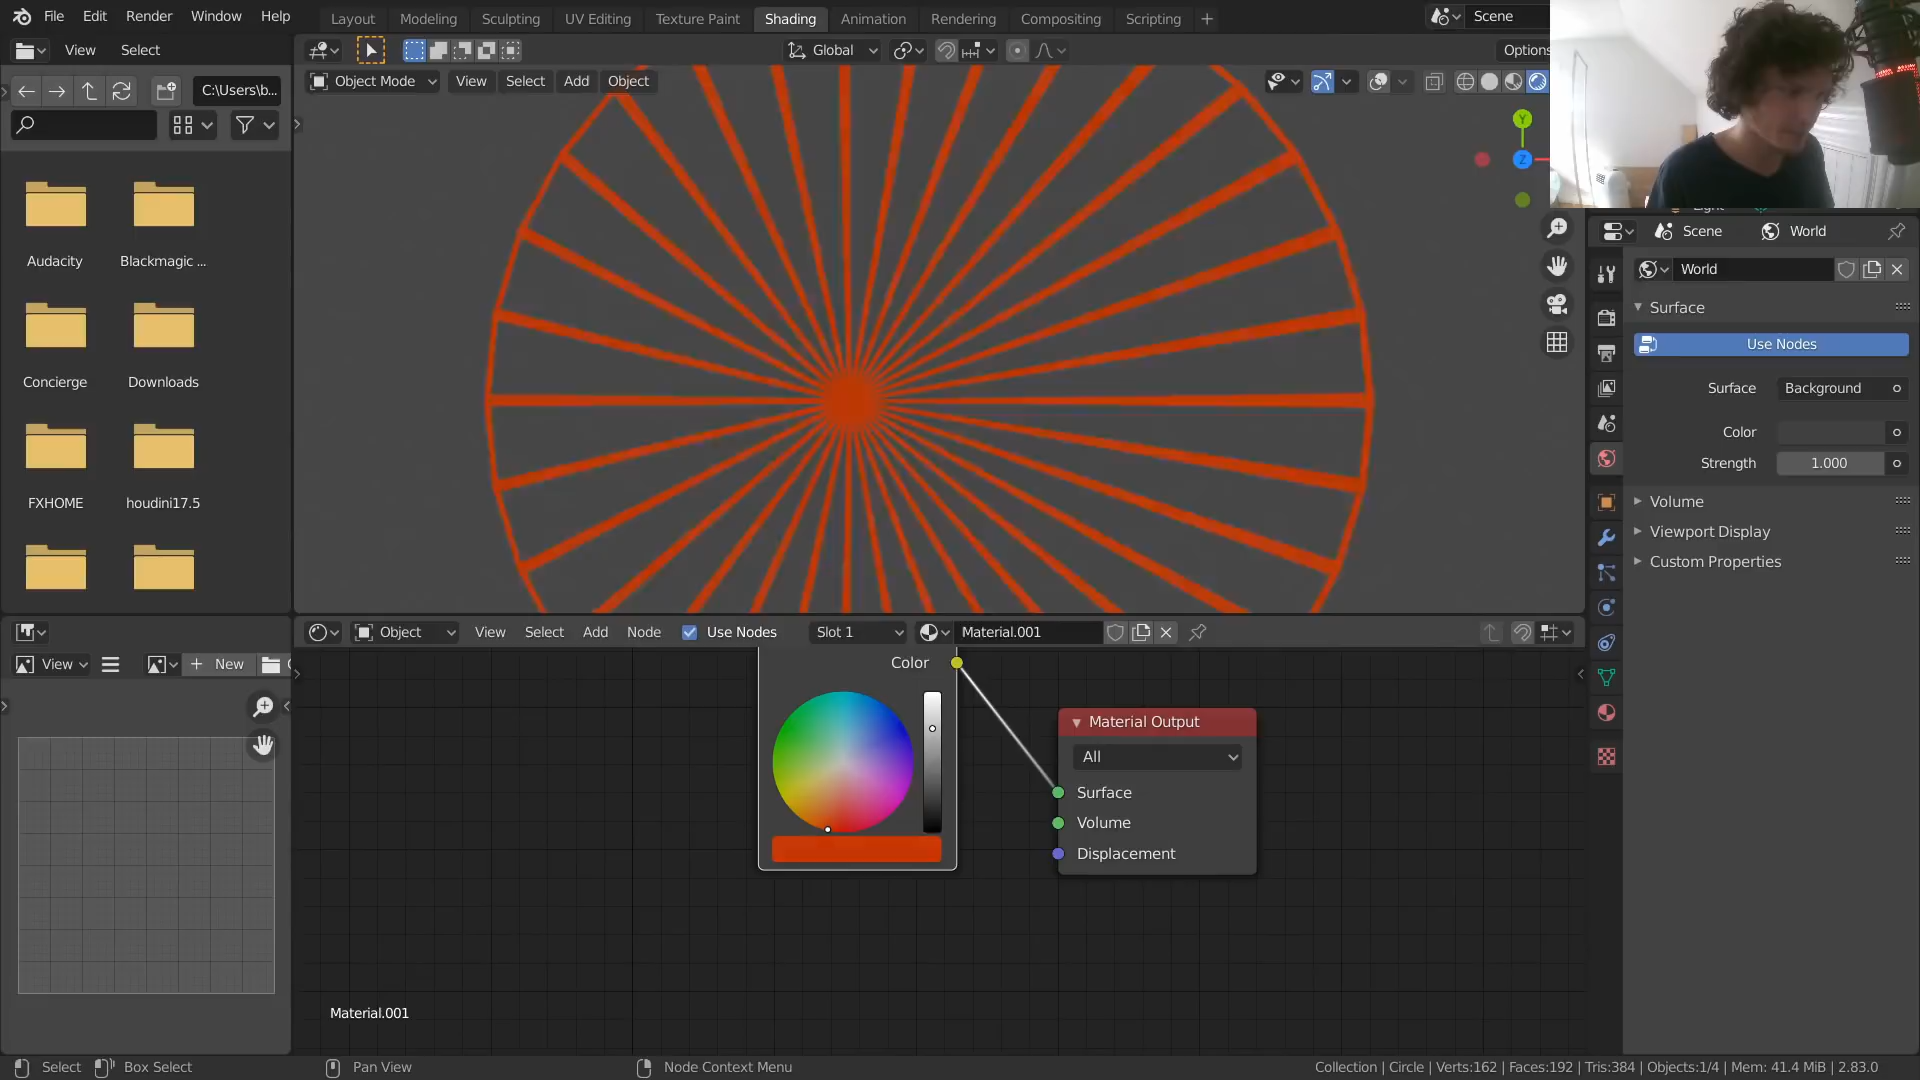 File Edit Render Window Help
Layout Modeling Sculpting UV Editing Texture Paint Shading Animation Rendering Compositing Scripting +
Scene
View Select
Global
Options
C:\Users\b...
Object Mode View Select Add Object
Y
Z
Audacity Blackmagic ...
Concierge Downloads
FXHOME houdini17.5
Scene World
World
Surface
Use Nodes
Surface Background
Color
Strength 1.000
Volume
Viewport Display
Custom Properties
Object View Select Add Node Use Nodes Slot 1 Material.001
View New
Color
Material Output
All
Surface
Volume
Displacement
Material.001
Select Box Select Pan View Node Context Menu
Collection | Circle | Verts:162 | Faces:192 | Tris:384 | Objects:1/4 | Mem: 41.4 MiB | 2.83.0